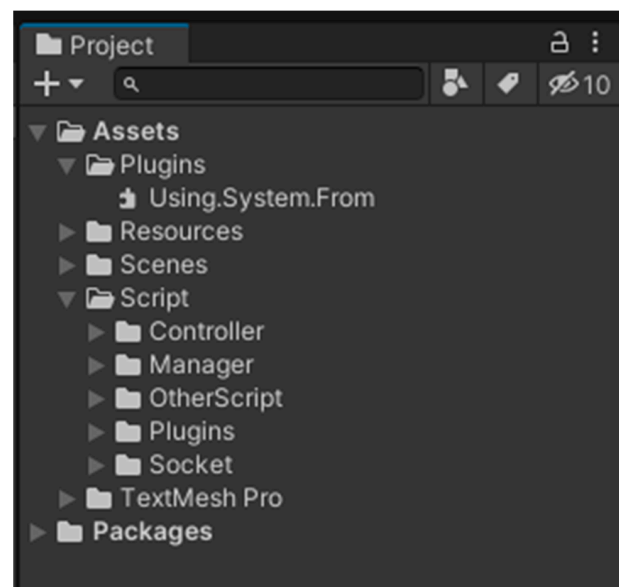 Project
10
Assets
Plugins
Using.System.From
Resources
Scenes
Script
Controller
Manager
OtherScript
Plugins
Socket
TextMesh Pro
Packages